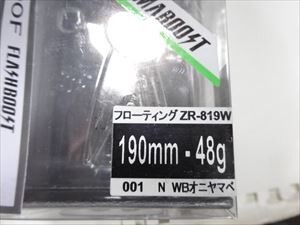 OF FLASHBOOST
フローティング ZR-819W
190mm - 48g
001 N WBオニヤマベ